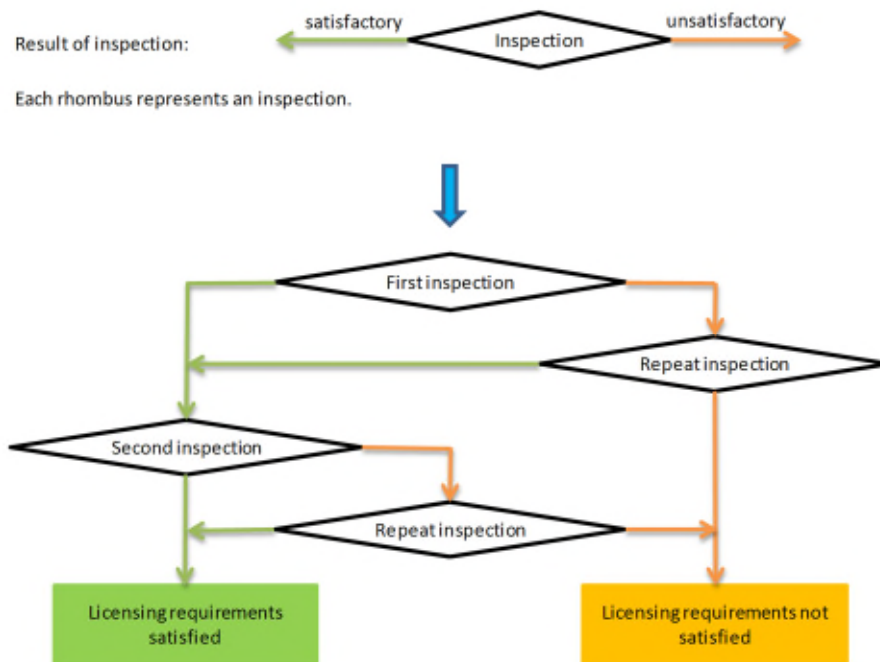 satisfactory
unsatisfactory
Result of inspection:
Inspection
Each rhombus represents an inspection.
First inspection
Repeat inspection
Second inspection
Repeat inspection
Licensing requirements
satisfied
Licensing requirements not
satisfied